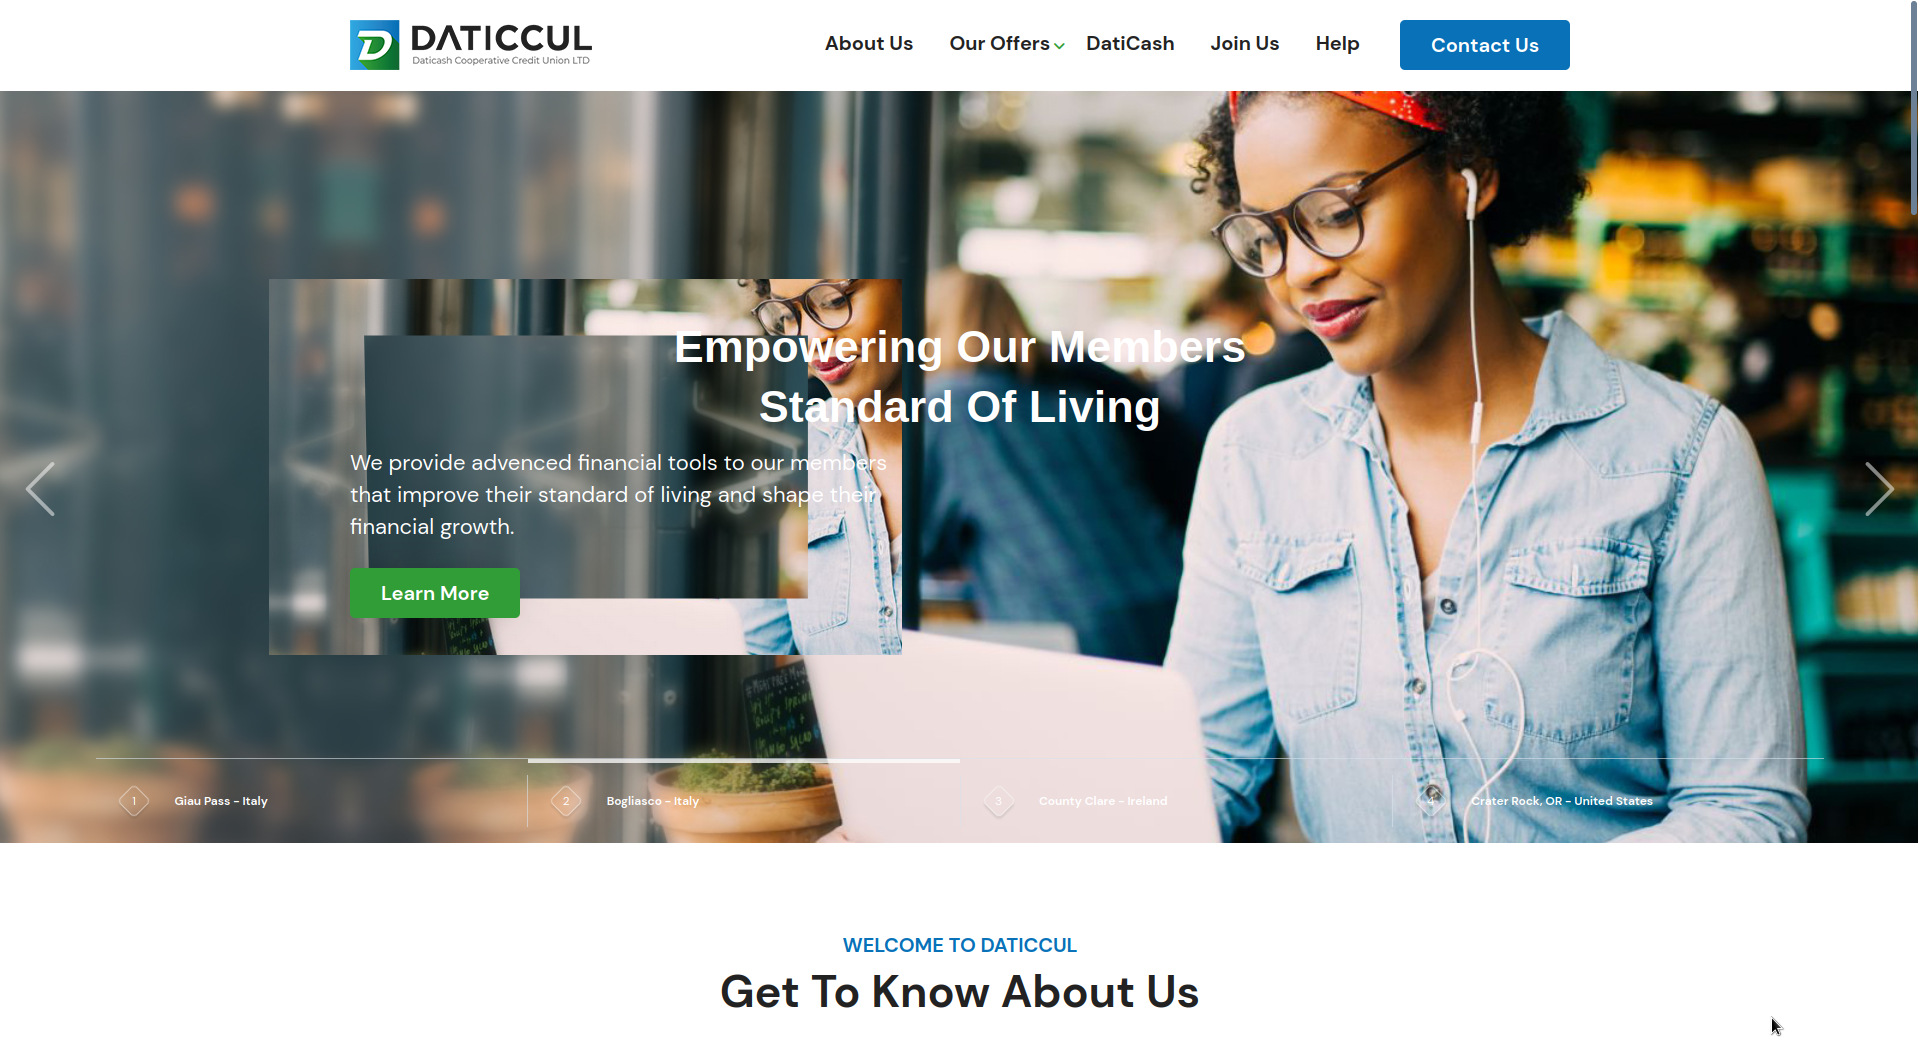 DATICCUL
Daticash Cooperative Credit Union LTD
About Us
Our Offers
DatiCash
Join Us
Help
Contact Us
Empowering Our Members
Standard Of Living
We provide advenced financial tools to our members
that improve their standard of living and shape their
financial growth.
Learn More
1 Giau Pass - Italy
2 Bogliasco - Italy
3 County Clare - Ireland
4 Crater Rock, OR - United States
WELCOME TO DATICCUL
Get To Know About Us